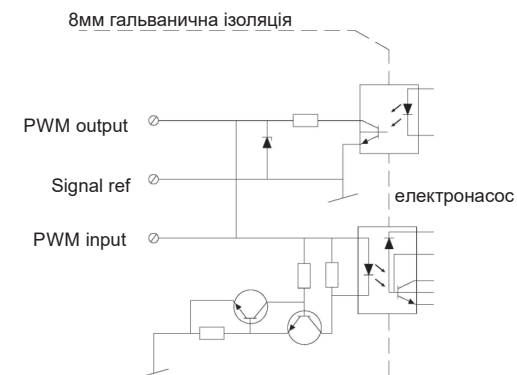 8мм гальванична ізоляція
PWM output
Signal ref
електронасос
PWM input